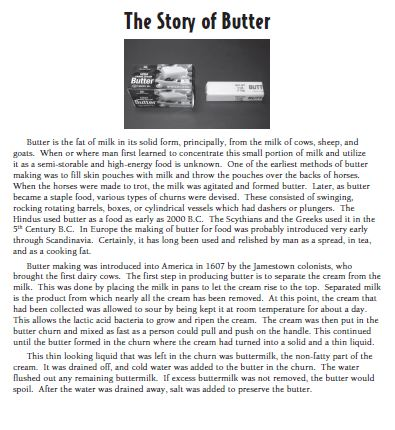 The Story of Butter
Butter
BUTT
Butter
Butter is the fat of milk in its solid form, principally, from the milk of cows, sheep, and
goats. When or where man first learned to concentrate this small portion of milk and utilize
it as a semi-storable and high-energy food is unknown. One of the earliest methods of butter
making was to fill skin pouches with milk and throw the pouches over the backs of horses.
When the horses were made to trot, the milk was agitated and formed butter. Later, as butter
became a staple food, various types of churns were devised. These consisted of swinging,
rocking rotating barrels, boxes, or cylindrical vessels which had dashers or plungers. The
Hindus used butter as a food as early as 2000 B.C. The Scythians and the Greeks used it in the
5th Century B.C. In Europe the making of butter for food was probably introduced very early
through Scandinavia. Certainly, it has long been used and relished by man as a spread, in tea,
and as a cooking fat.
Butter making was introduced into America in 1607 by the Jamestown colonists, who
brought the first dairy cows. The first step in producing butter is to separate the cream from the
milk. This was done by placing the milk in pans to let the cream rise to the top. Separated milk
is the product from which nearly all the cream has been removed. At this point, the cream that
had been collected was allowed to sour by being kept it at room temperature for about a day.
This allows the lactic acid bacteria to grow and ripen the cream. The cream was then put in the
butter churn and mixed as fast as a person could pull and push on the handle. This continued
until the butter formed in the churn where the cream had turned into a solid and a thin liquid.
This thin looking liquid that was left in the churn was buttermilk, the non-fatty part of the
cream. It was drained off, and cold water was added to the butter in the churn. The water
flushed out any remaining buttermilk. If excess buttermilk was not removed, the butter would
spoil. After the water was drained away, salt was added to preserve the butter.